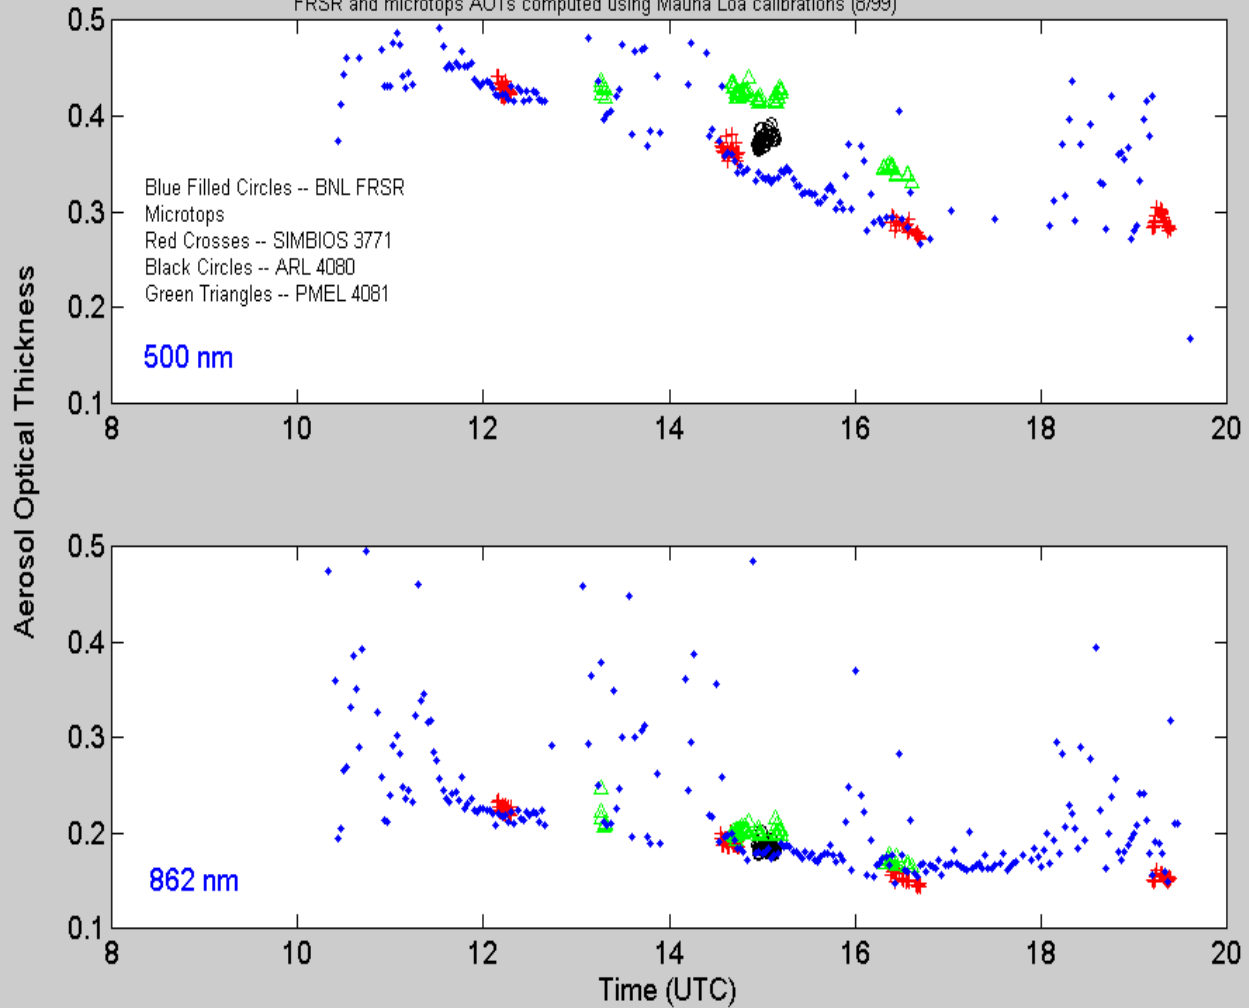 FRSR and microtops AOTs computed using Mauna Loa calibrations (8/99)
0.5
0.4
0.3
0.2
0.1
Blue Filled Circles -- BNL FRSR
Microtops
Red Crosses -- SIMBIOS 3771
Black Circles -- ARL 4080
Green Triangles -- PMEL 4081
500 nm
8 10 12 14 16 18 20
Aerosol Optical Thickness
0.5
0.4
0.3
0.2
0.1
862 nm
8 10 12 14 16 18 20
Time (UTC)